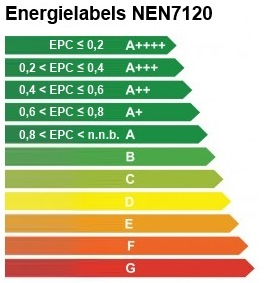 Energielabels NEN7120
EPC ≤ 0,2 A++++
0,2 < EPC ≤ 0,4 A+++
0,4 < EPC ≤ 0,6 A++
0,6 < EPC ≤ 0,8 A+
0,8 < EPC < n.n.b. A
B
C
D
E
F
G